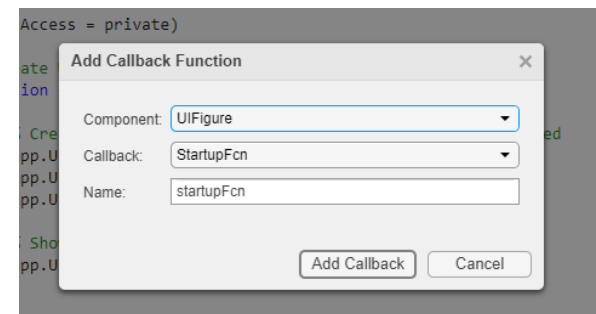 Access = private)
ate
Add Callback Function
ion
Component: UIFigure
Cre
ed
pp.U
Callback: StartupFcn
pp.U
Name: startupFcn
pp.U
Sho
pp.U
Add Callback Cancel